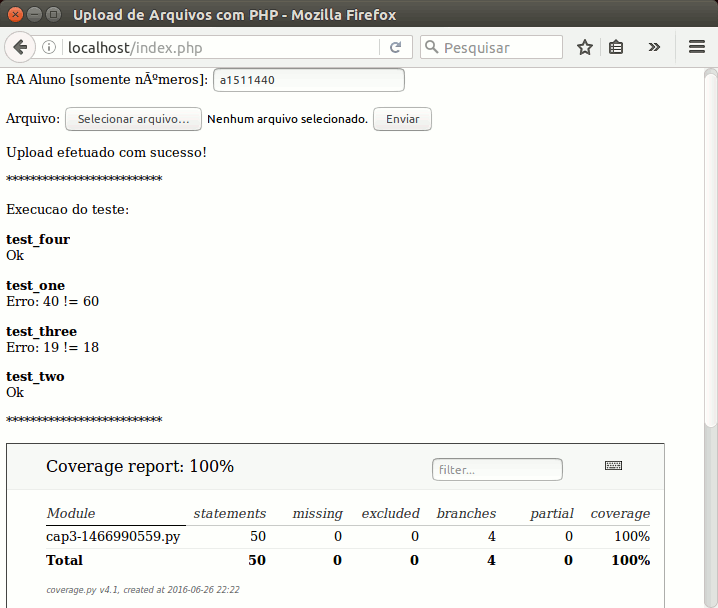 Upload de Arquivos com PHP - Mozilla Firefox
localhost/index.php
Pesquisar
RA Aluno [somente nÃºmeros]: a1511440
Arquivo: Selecionar arquivo... Nenhum arquivo selecionado. Enviar
Upload efetuado com sucesso!
**************************
Execucao do teste:
test_four
Ok
test_one
Erro: 40 != 60
test_three
Erro: 19 != 18
test_two
Ok
**************************
Coverage report: 100% filter...
Module statements missing excluded branches partial coverage
cap3-1466990559.py 50 0 0 4 0 100%
Total 50 0 0 4 0 100%
coverage.py v4.1, created at 2016-06-26 22:22